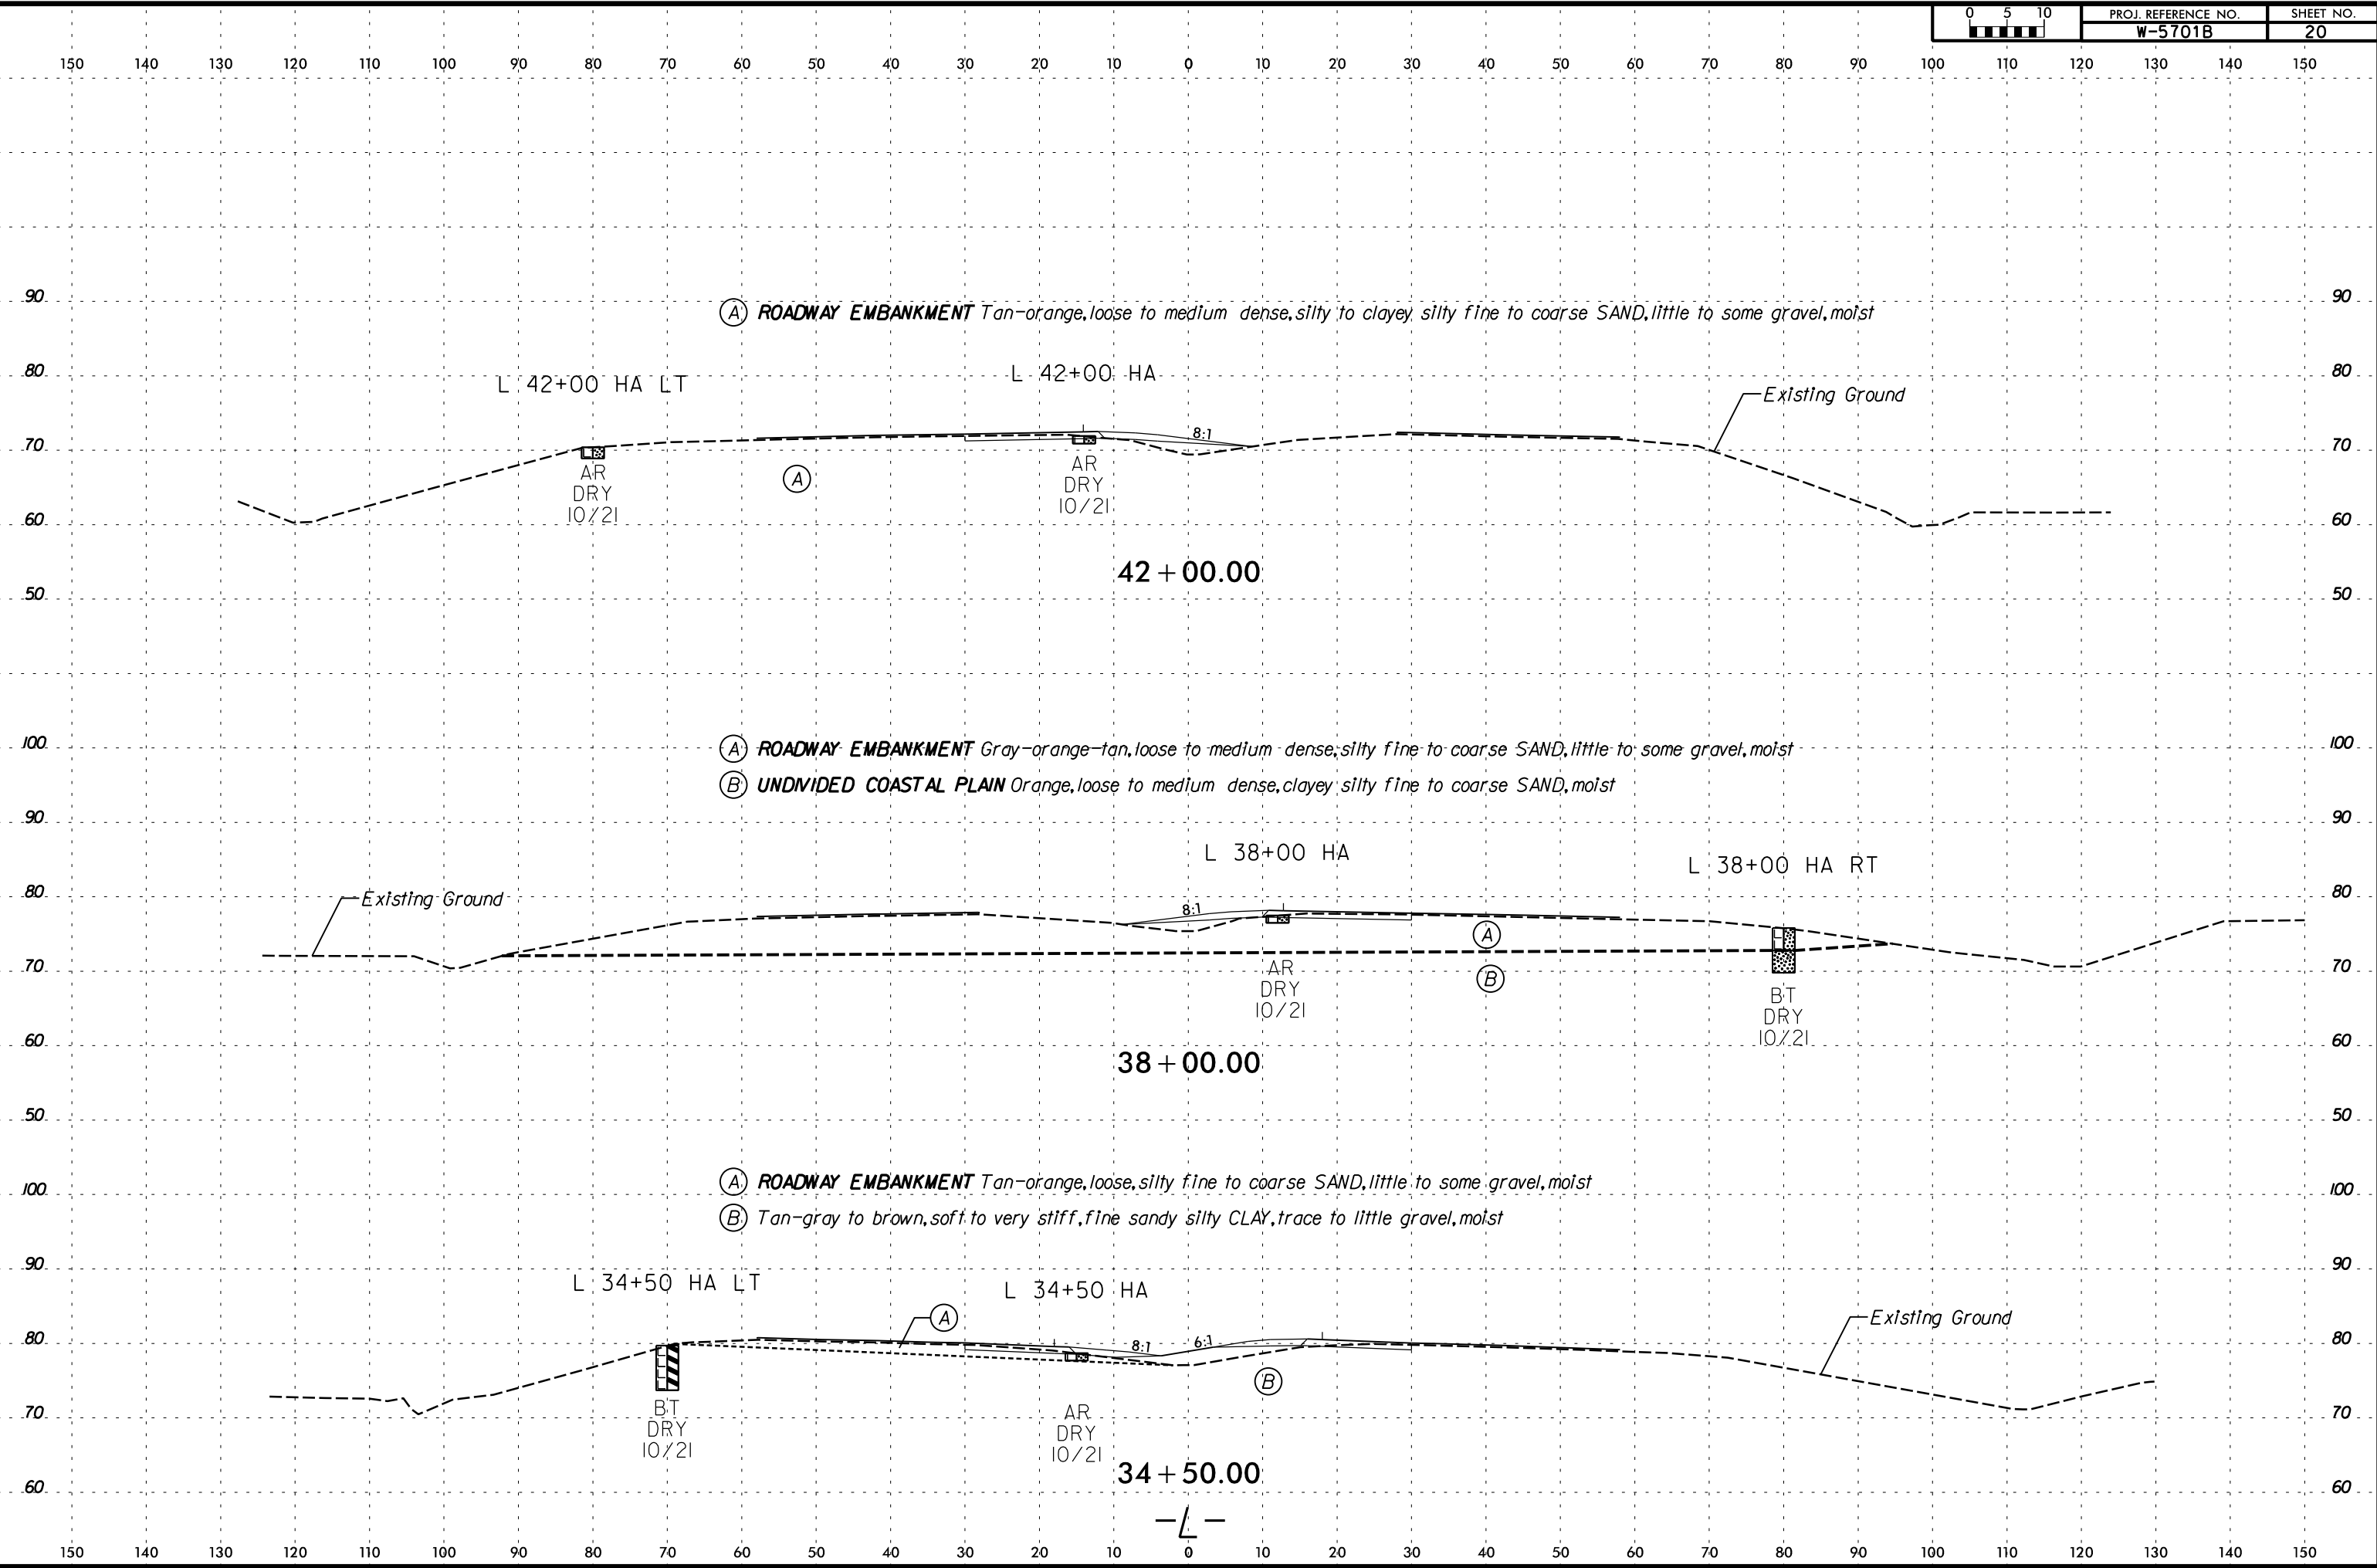 0 5 10
PROJ. REFERENCE NO. SHEET NO.
W-5701B 20
150 140 130 120 110 100 90 80 70 60 50 40 30 20 10 0 10 20 30 40 50 60 70 80 90 100 110 120 130 140 150
90 90
A ROADWAY EMBANKMENT Tan-orange, loose to medium dense, silty to clayey silty fine to coarse SAND, little to some gravel, moist
80 80
L 42+00 HA LT
L 42+00 HA
Existing Ground
8:1
70 70
AR
DRY
10/21
A
AR
DRY
10/21
60 60
42+00.00
50 50
100 100
A ROADWAY EMBANKMENT Gray-orange-tan, loose to medium dense, silty fine to coarse SAND, little to some gravel, moist
B UNDIVIDED COASTAL PLAIN Orange, loose to medium dense, clayey silty fine to coarse SAND, moist
90 90
L 38+00 HA
L 38+00 HA RT
80 80
Existing Ground
8:1
A
70 70
B
AR
DRY
10/21
BT
DRY
10/21
60 60
38+00.00
50 50
A ROADWAY EMBANKMENT Tan-orange, loose, silty fine to coarse SAND, little to some gravel, moist
100 100
B Tan-gray to brown, soft to very stiff, fine sandy silty CLAY, trace to little gravel, moist
90 90
L 34+50 HA LT
L 34+50 HA
A
Existing Ground
80 80
8:1 6:1
B
70 70
BT
DRY
10/21
AR
DRY
10/21
34+50.00
60 60
-L-
150 140 130 120 110 100 90 80 70 60 50 40 30 20 10 0 10 20 30 40 50 60 70 80 90 100 110 120 130 140 150